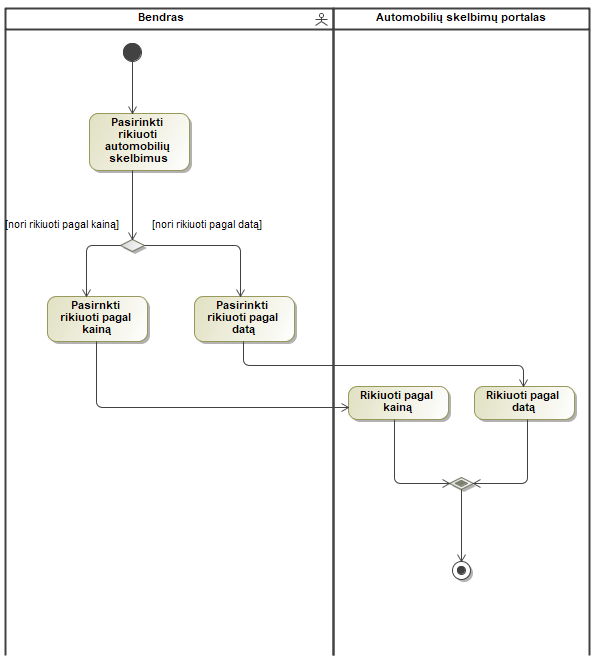 Bendras
Automobilių skelbimų portalas
Pasirinkti
rikiuoti
automobilių
skelbimus
[nori rikiuoti pagal kainą]
[nori rikiuoti pagal datą]
Pasirnkti
rikiuoti pagal
kainą
Pasirinkti
rikiuoti pagal
datą
Rikiuoti pagal
kainą
Rikiuoti pagal
datą